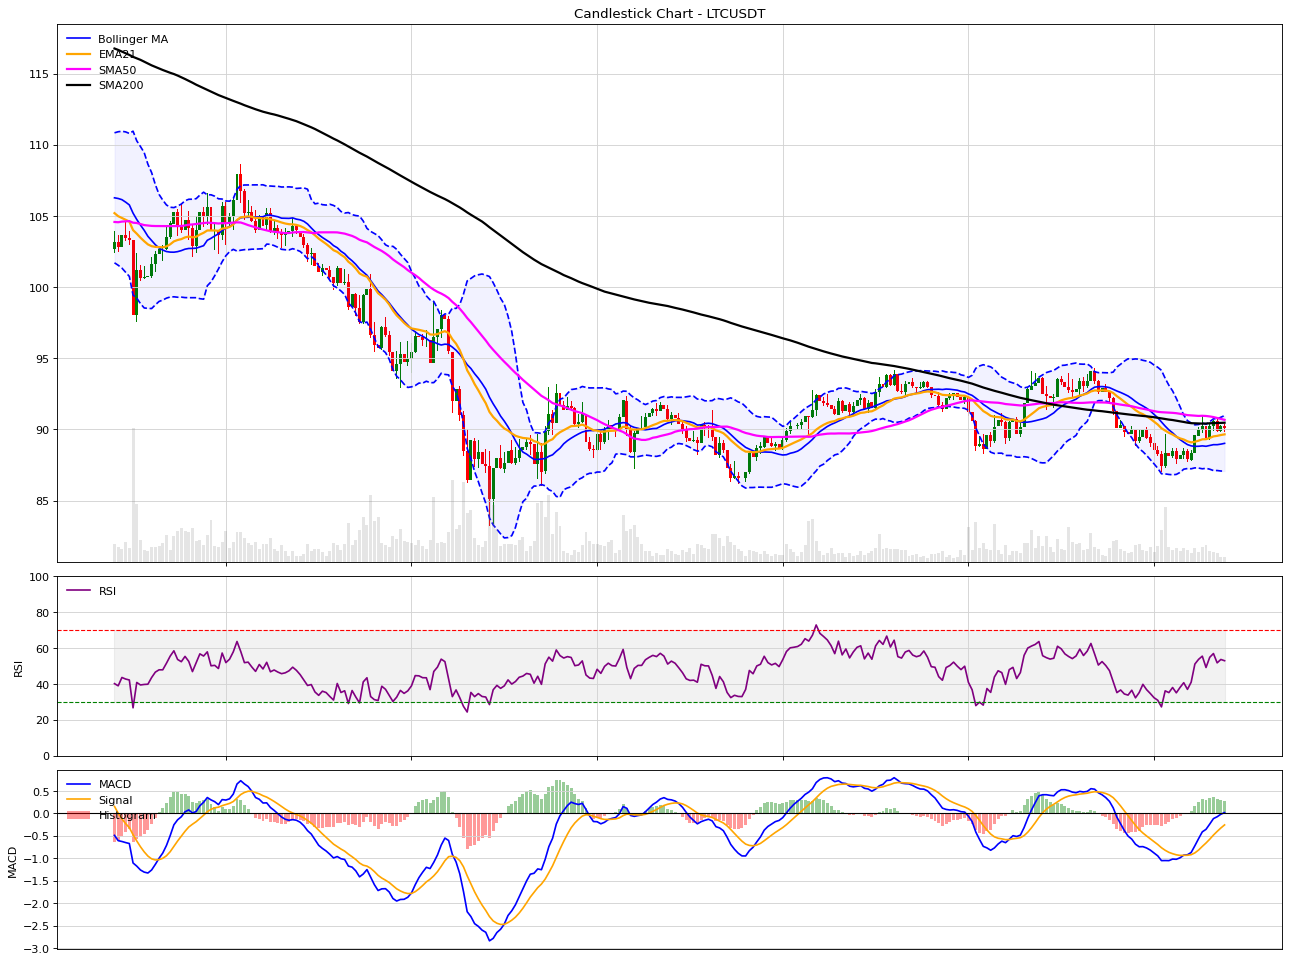 Candlestick Chart - LTCUSDT
Bollinger MA
EMA21
SMA50
SMA200
115
110
105
100
95
90
85
RSI
100
80
60
40
20
0
RSI
MACD
Signal
Histogram
0.5
0.0
−0.5
−1.0
−1.5
−2.0
−2.5
−3.0
MACD